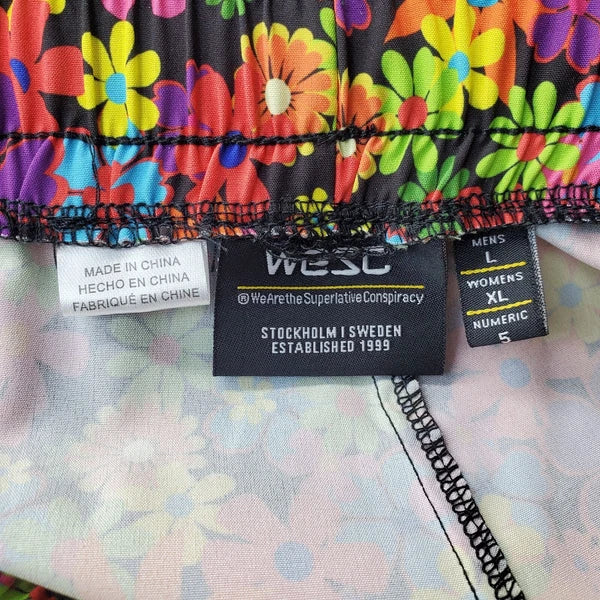 MADE IN CHINA
HECHO EN CHINA
FABRIQUÉ EN CHINE
WeSC
® WeAretheSuperlativeConspiracy
STOCKHOLM I SWEDEN
ESTABLISHED 1999
MENS
L
WOMENS
XL
NUMERIC
5